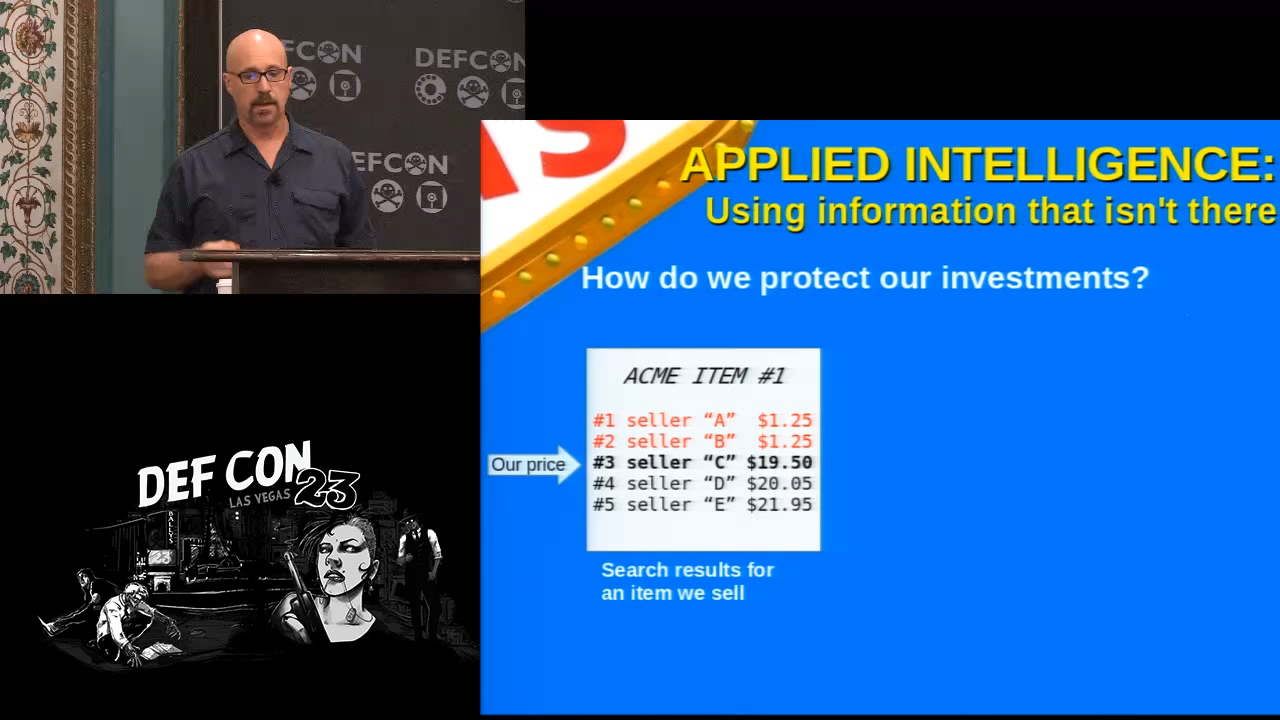 DEFCON
DEFCON
DEFCON
APPLIED INTELLIGENCE:
Using information that isn't there
How do we protect our investments?
ACME ITEM #1
#1 seller “A” $1.25
#2 seller “B” $1.25
Our price
#3 seller “C” $19.50
#4 seller “D” $20.05
#5 seller “E” $21.95
Search results for
an item we sell
DEF CON
LAS VEGAS 23
BALLYS